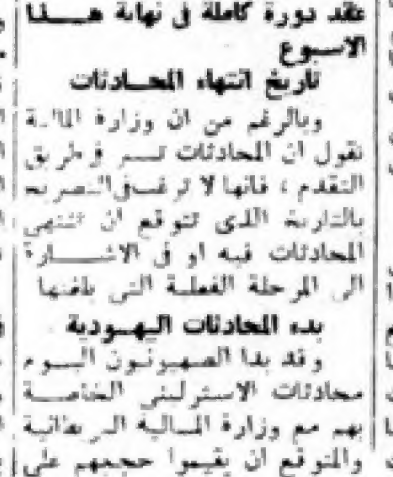 عقد دورة كاملة في نهاية هذا
الاسبوع
تاريخ انتهاء المحادثات
وبالرغم من ان وزارة المالية
تقول ان المحادثات تسير في طريق
التقدم ، فانها لا ترغب في التصريح
بالتاريخ الذي تتوقع ان تنتهي
المحادثات فيه او في الاشارة
الى المرحلة الفعلية التي بلغتها
بدء المحادثات اليهودية
وقد بدا الصهيونيون اليوم
محادثات الاسترليني الخاصة
بهم مع وزارة المالية البريطانية
والمتوقع ان يقيموا حججهم على